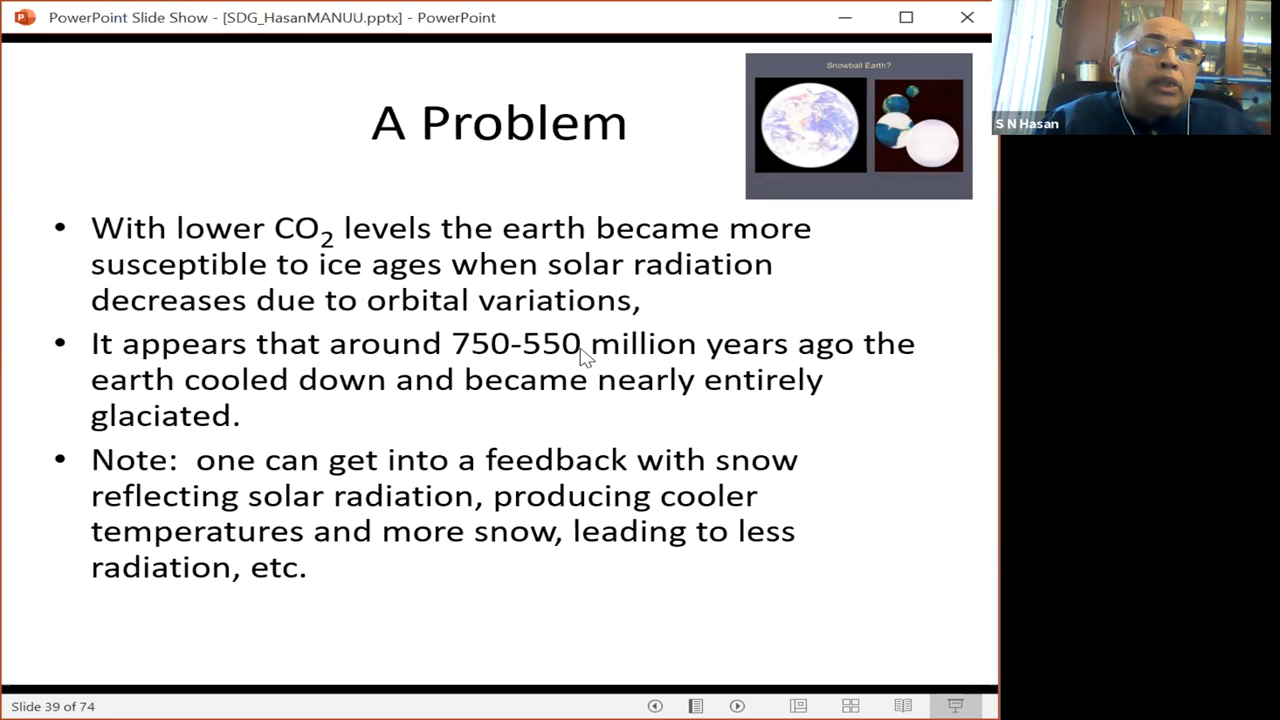 PowerPoint Slide Show - [SDG_HasanMANUU.pptx] - PowerPoint
Snowball Earth?
S N Hasan
A Problem
• With lower CO₂ levels the earth became more
susceptible to ice ages when solar radiation
decreases due to orbital variations,
• It appears that around 750-550 million years ago the
earth cooled down and became nearly entirely
glaciated.
• Note:  one can get into a feedback with snow
reflecting solar radiation, producing cooler
temperatures and more snow, leading to less
radiation, etc.
Slide 39 of 74